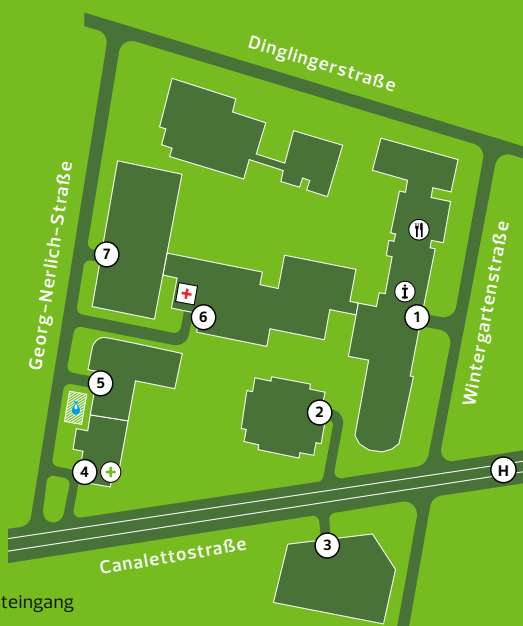 Dinglingerstraße
Georg-Nerlich-Straße
Wintergartenstraße
7
6
1
5
2
4
H
3
Canalettostraße
teingang